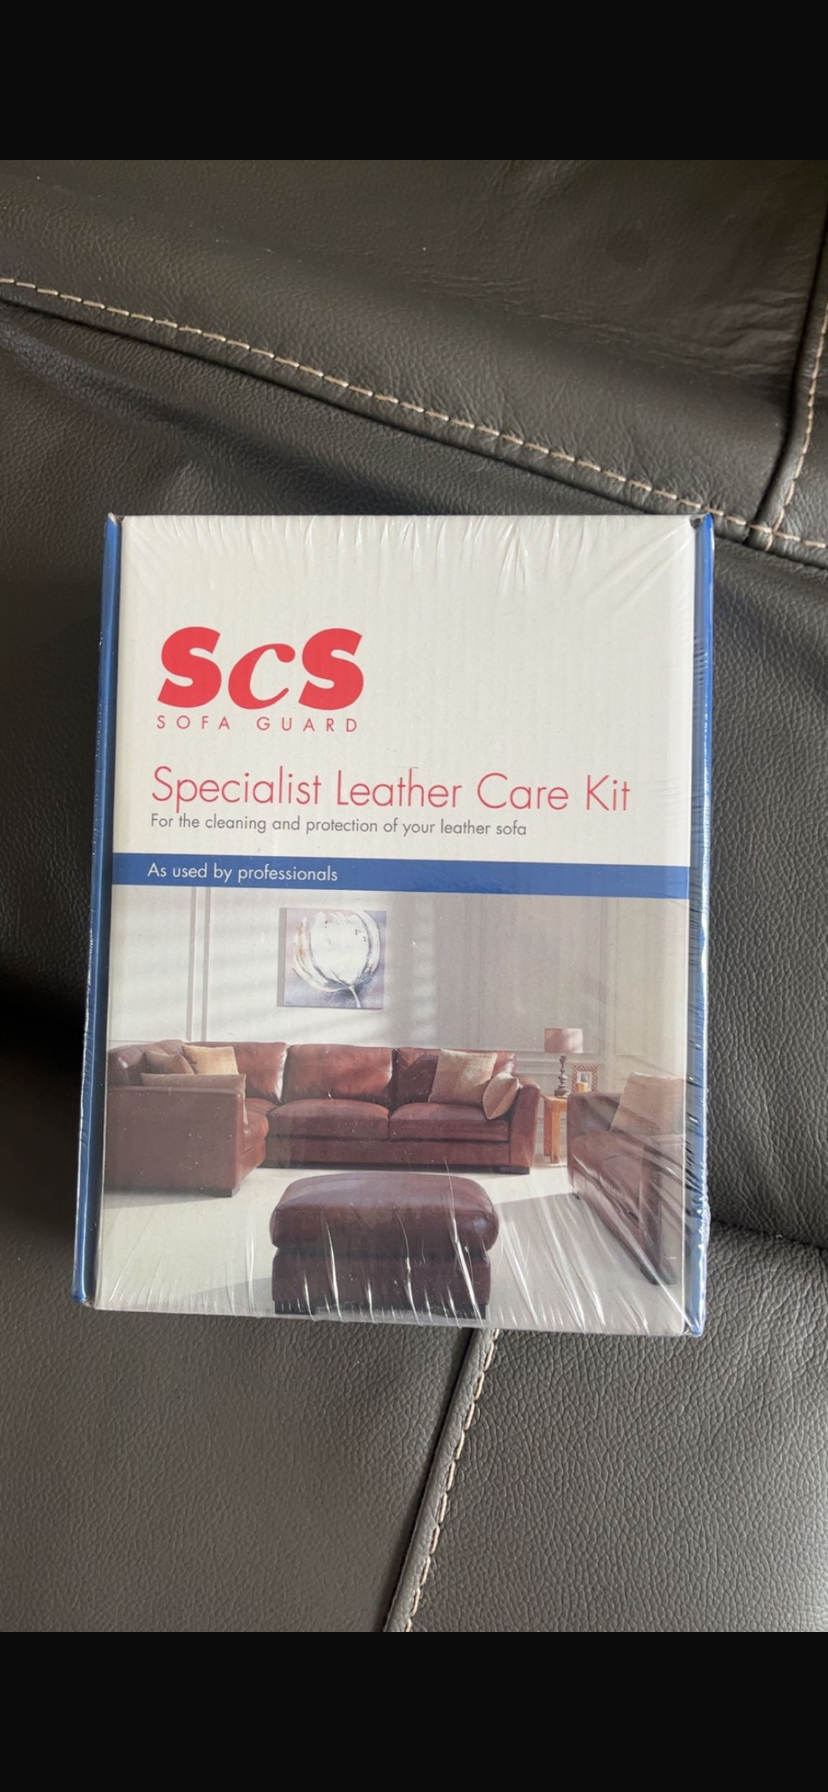 ScS
SOFA GUARD
Specialist Leather Care Kit
For the cleaning and protection of your leather sofa
As used by professionals